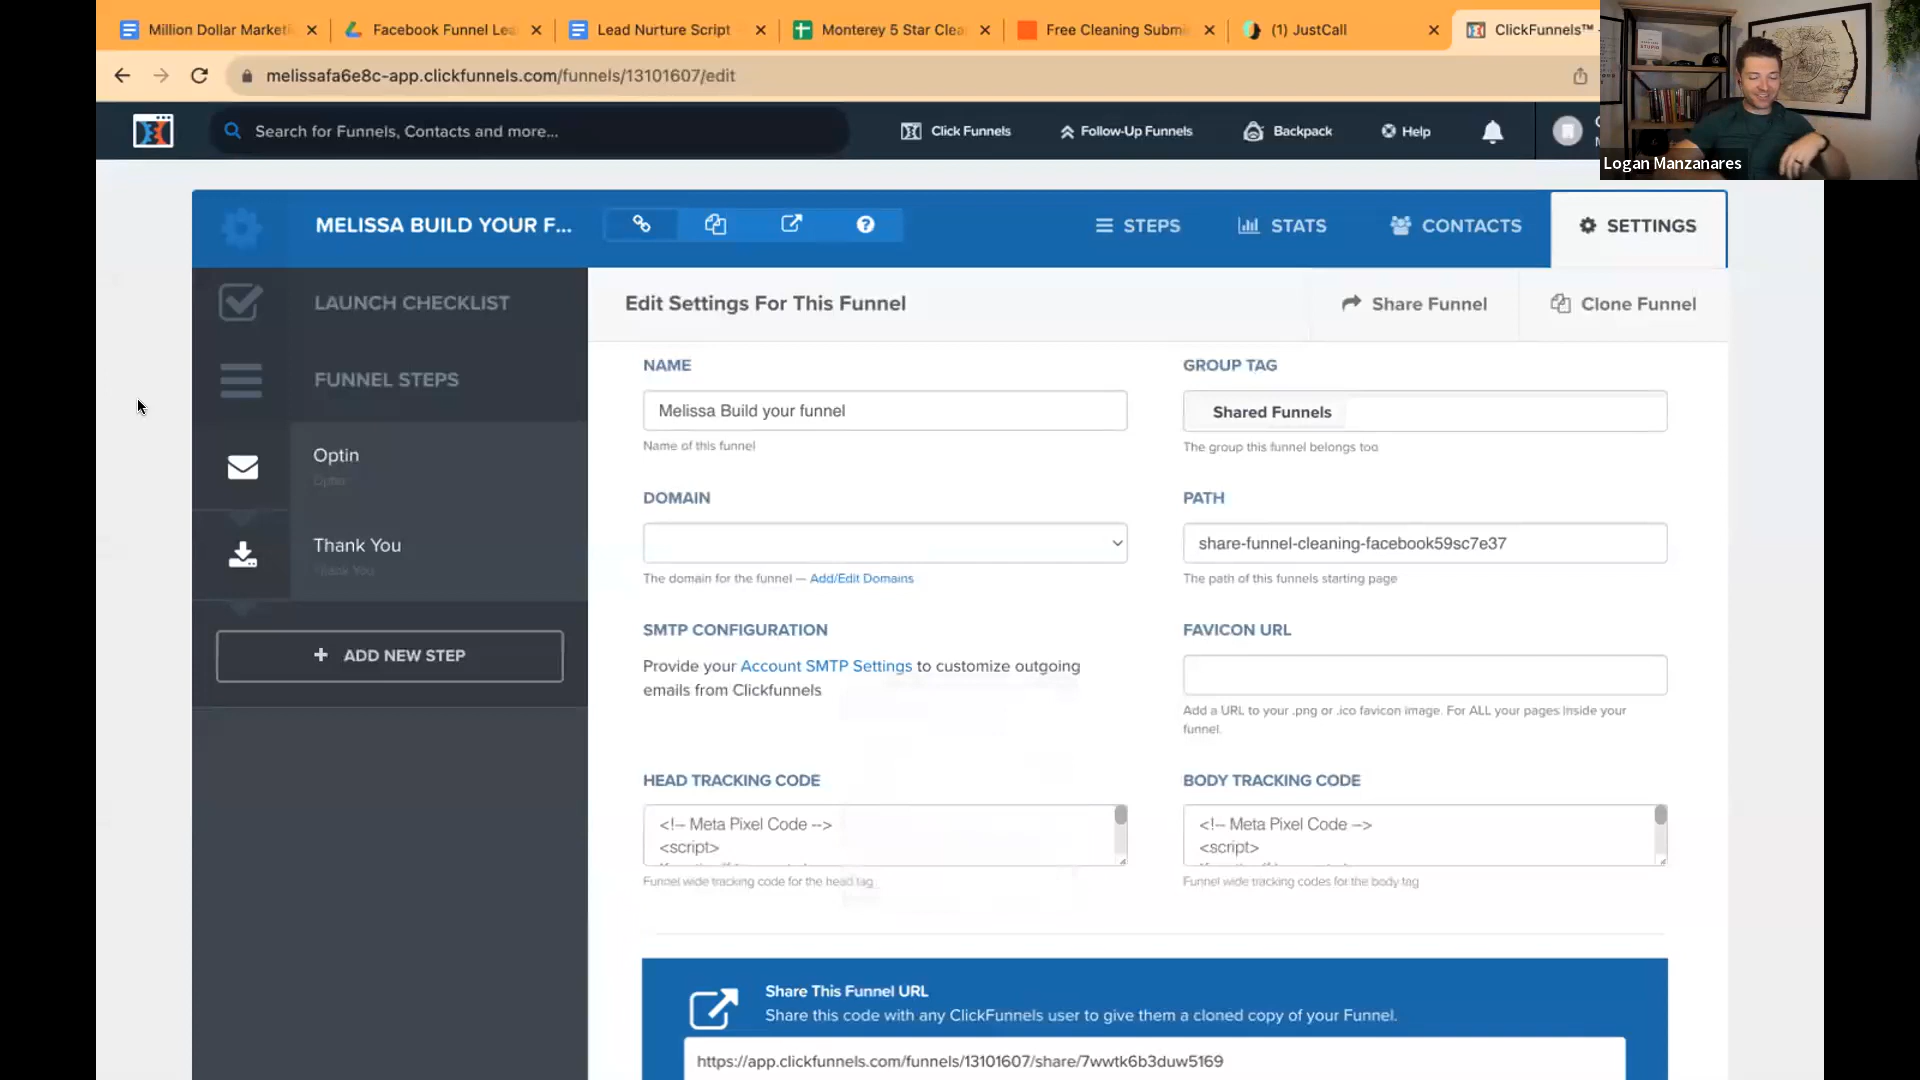 Million Dollar Marketi
Facebook Funnel Lea
Lead Nurture Script
Monterey 5 Star Clea
Free Cleaning Submi
(1) JustCall
ClickFunnels™
melissafa6e8c-app.clickfunnels.com/funnels/13101607/edit
Search for Funnels, Contacts and more...
Click Funnels
Follow-Up Funnels
Backpack
Help
Logan Manzanares
MELISSA BUILD YOUR F...
STEPS
STATS
CONTACTS
SETTINGS
LAUNCH CHECKLIST
FUNNEL STEPS
Optin
Optin
Thank You
Thank You
+ ADD NEW STEP
Edit Settings For This Funnel
Share Funnel
Clone Funnel
NAME
Melissa Build your funnel
Name of this funnel
GROUP TAG
Shared Funnels
The group this funnel belongs too
DOMAIN
The domain for the funnel — Add/Edit Domains
PATH
share-funnel-cleaning-facebook59sc7e37
The path of this funnels starting page
SMTP CONFIGURATION
Provide your Account SMTP Settings to customize outgoing
emails from Clickfunnels
FAVICON URL
Add a URL to your .png or .ico favicon image. For ALL your pages inside your
funnel.
HEAD TRACKING CODE
<!-- Meta Pixel Code -->
<script>
Funnel wide tracking code for the head tag
BODY TRACKING CODE
<!-- Meta Pixel Code -->
<script>
Funnel wide tracking codes for the body tag
Share This Funnel URL
Share this code with any ClickFunnels user to give them a cloned copy of your Funnel.
https://app.clickfunnels.com/funnels/13101607/share/7wwtk6b3duw5169